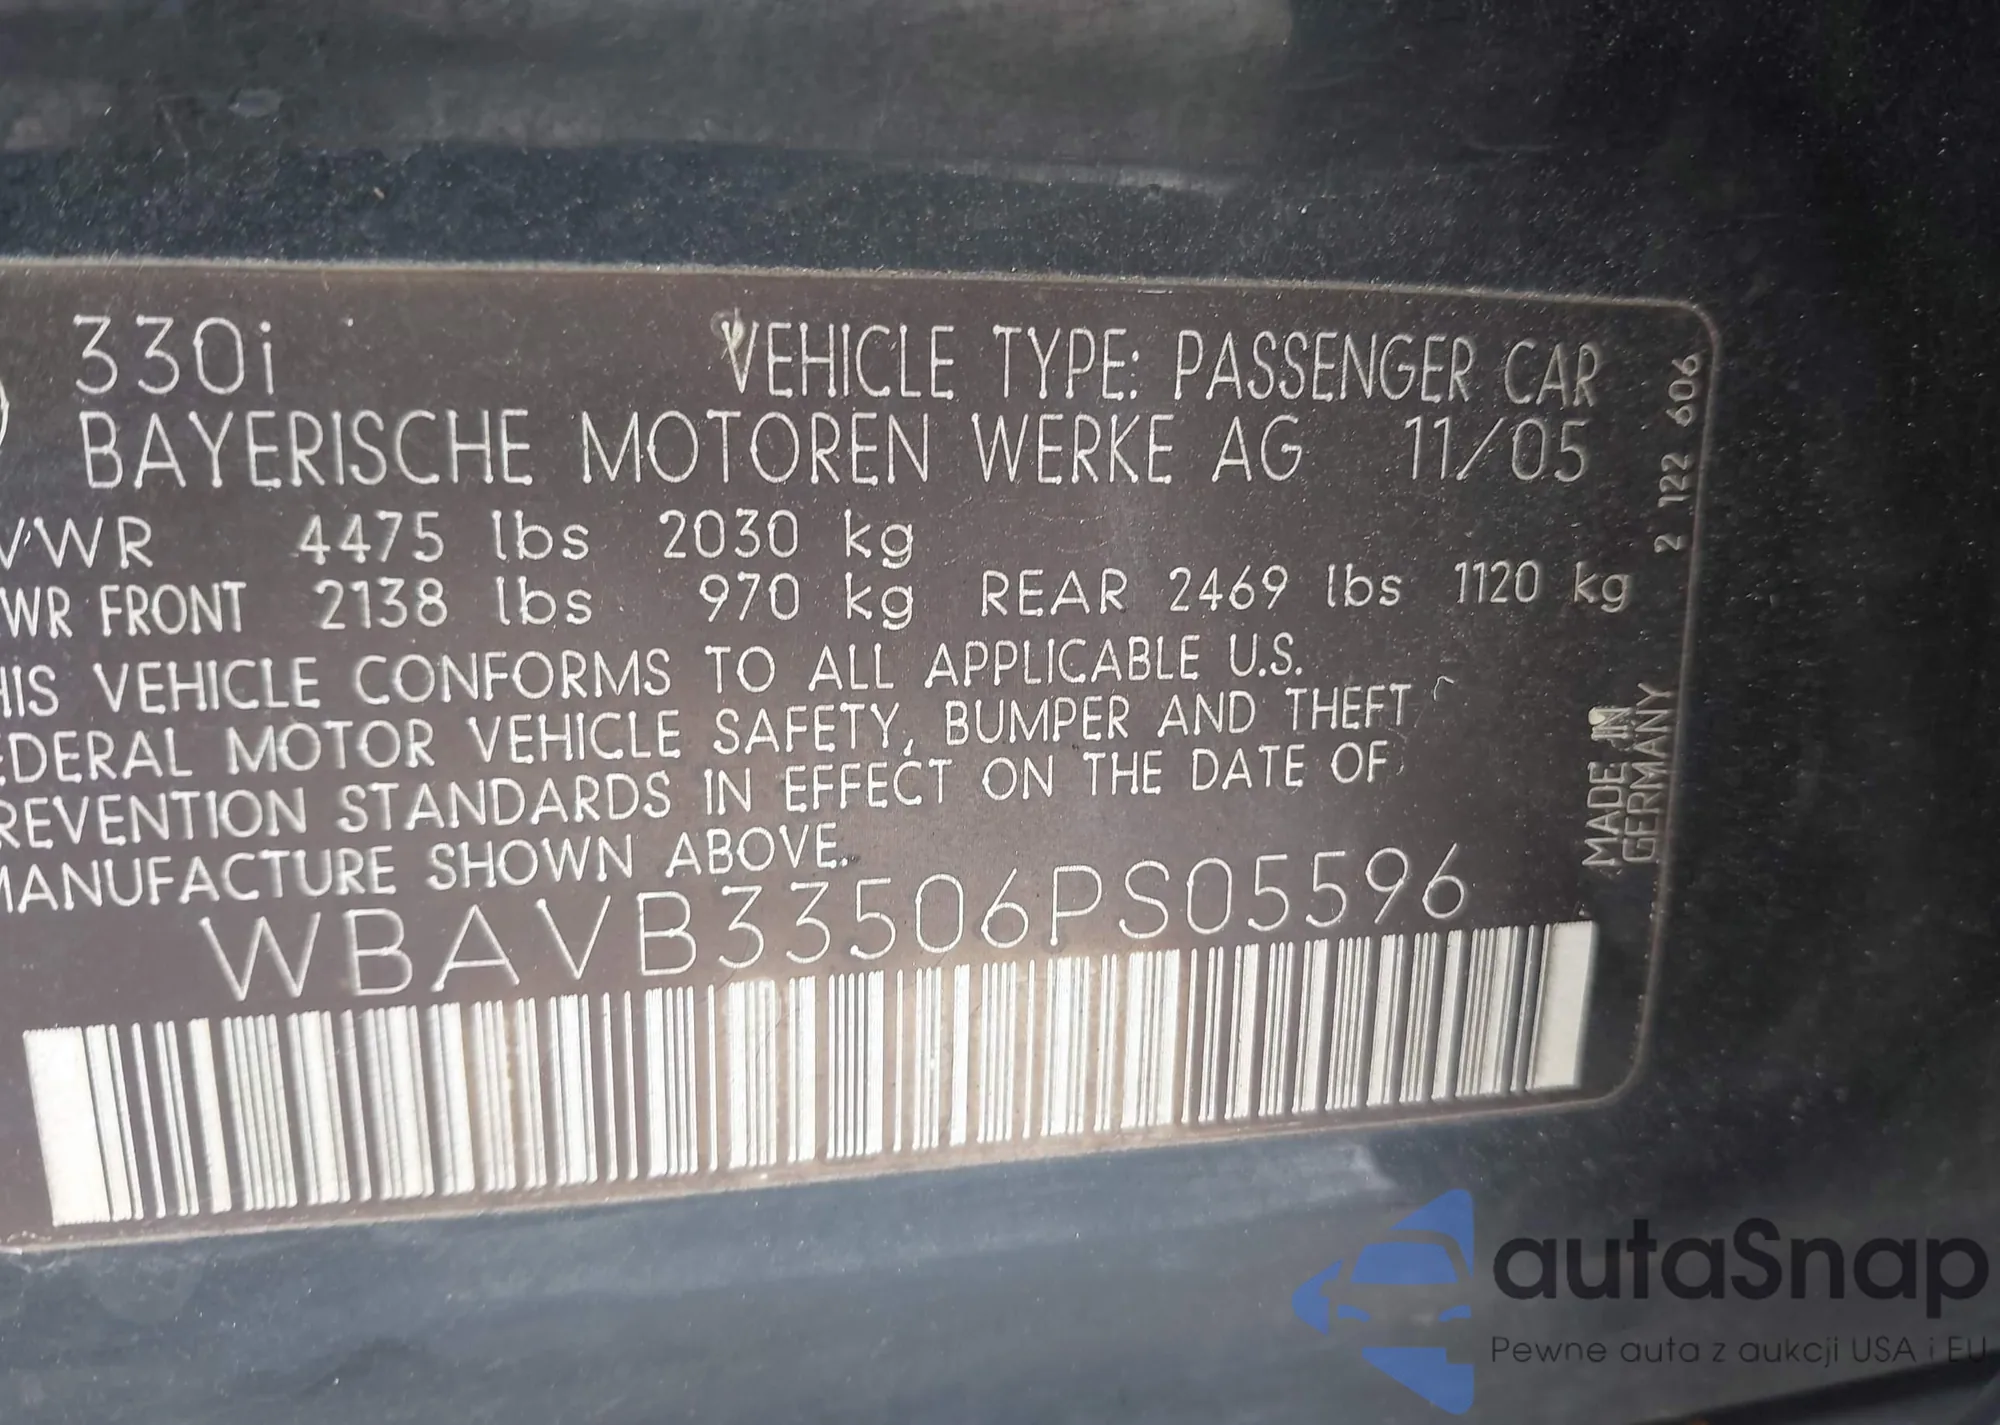 330i VEHICLE TYPE: PASSENGER CAR
BAYERISCHE MOTOREN WERKE AG 11/05
VWR 4475 lbs 2030 kg
WR FRONT 2138 lbs 970 kg REAR 2469 lbs 1120 kg
HIS VEHICLE CONFORMS TO ALL APPLICABLE U.S.
EDERAL MOTOR VEHICLE SAFETY, BUMPER AND THEFT
REVENTION STANDARDS IN EFFECT ON THE DATE OF
MANUFACTURE SHOWN ABOVE.
WBAVB33506PS05596
2 122 606
MADE IN
GERMANY
autaSnap
Pewne auta z aukcji USA i EU